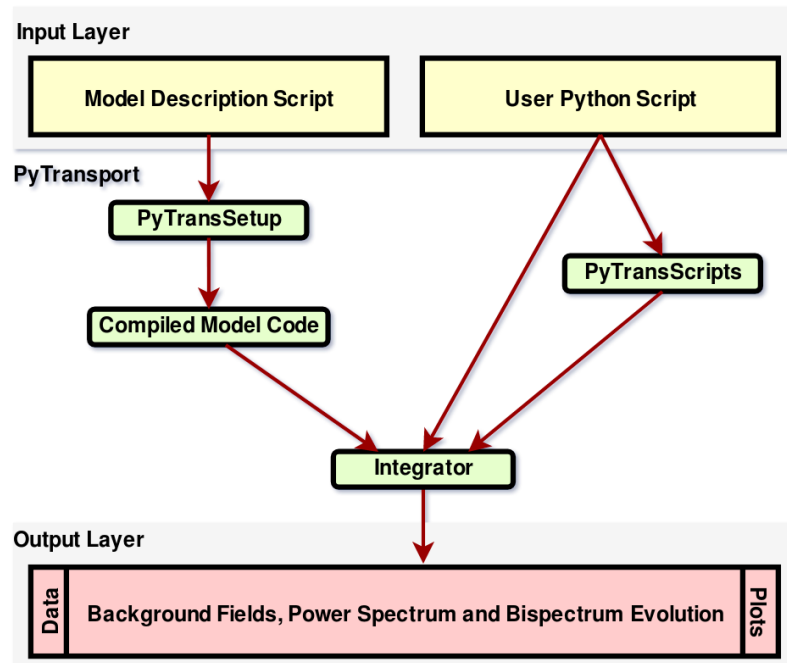 Input Layer
Model Description Script
User Python Script
PyTransport
PyTransSetup
PyTransScripts
Compiled Model Code
Integrator
Output Layer
Data
Background Fields, Power Spectrum and Bispectrum Evolution
Plots